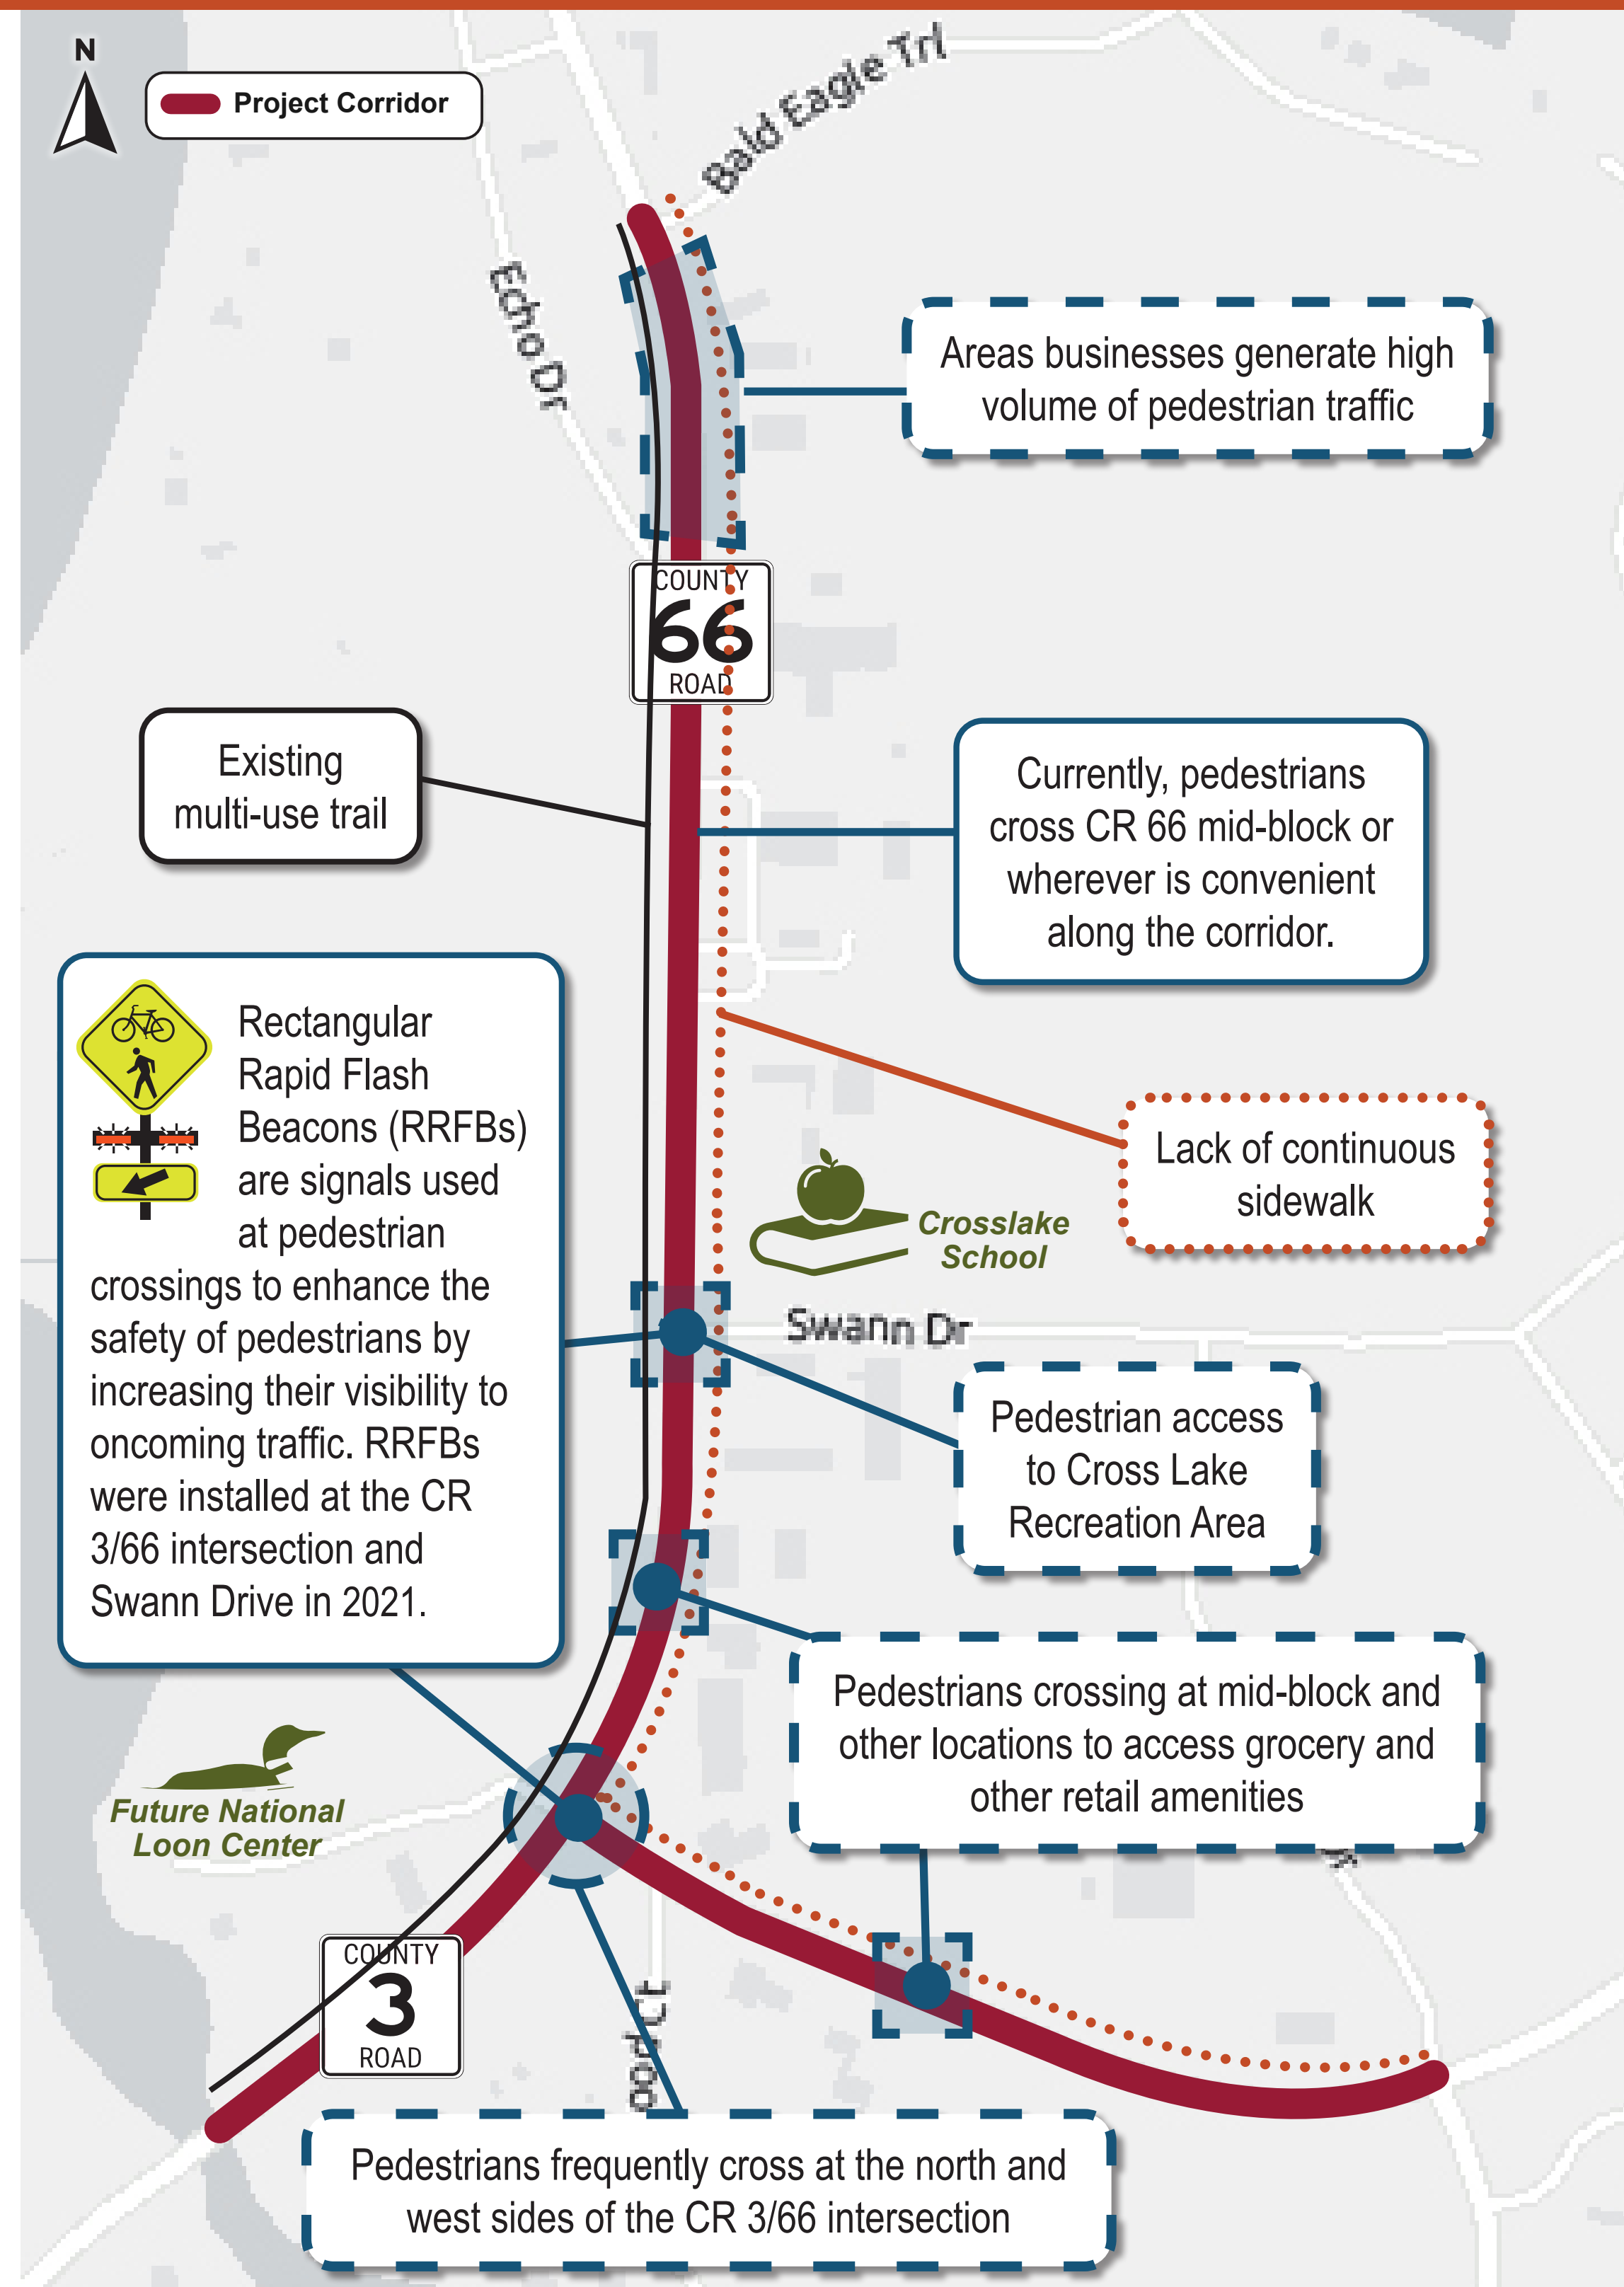 N
Project Corridor
Bald Eagle Trl
Echo Dr
Areas businesses generate high
volume of pedestrian traffic
COUNTY
66
ROAD
Existing
multi-use trail
Currently, pedestrians
cross CR 66 mid-block or
wherever is convenient
along the corridor.
Rectangular
Rapid Flash
Beacons (RRFBs)
are signals used
at pedestrian
crossings to enhance the
safety of pedestrians by
increasing their visibility to
oncoming traffic. RRFBs
were installed at the CR
3/66 intersection and
Swann Drive in 2021.
Lack of continuous
sidewalk
Crosslake
School
Swann Dr
Pedestrian access
to Cross Lake
Recreation Area
Pedestrians crossing at mid-block and
other locations to access grocery and
other retail amenities
Future National
Loon Center
COUNTY
3
ROAD
Ct
Pedestrians frequently cross at the north and
west sides of the CR 3/66 intersection